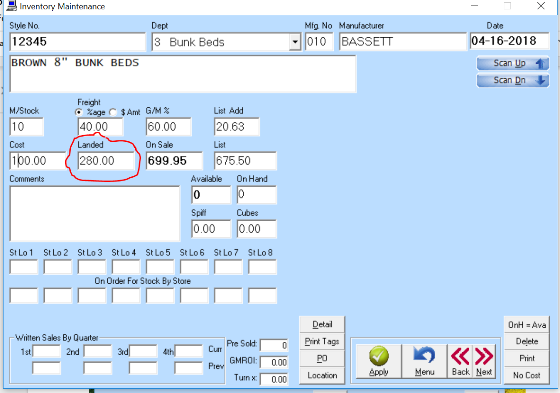 Inventory Maintenance
Style No. Dept Mfg. No Manufacturer Date
12345 3 Bunk Beds 010 BASSETT 04-16-2018
BROWN 8" BUNK BEDS
Scan Up
Scan Dn
Freight
M/Stock %age $ Amt G/M % List Add
10 40.00 60.00 20.63
Cost Landed On Sale List
100.00 280.00 699.95 675.50
Comments Available On Hand
0 0
Spiff Cubes
0.00 0.00
St Lo 1 St Lo 2 St Lo 3 St Lo 4 St Lo 5 St Lo 6 St Lo 7 St Lo 8
On Order For Stock By Store
Detail
Print Tags
PO
Location
OnH = Ava
Delete
Print
No Cost
Written Sales By Quarter
1st 2nd 3rd 4th Curr
Prev
Pre Sold: 0
GMROI: 0.00
Turn x: 0.00
Apply Menu Back Next